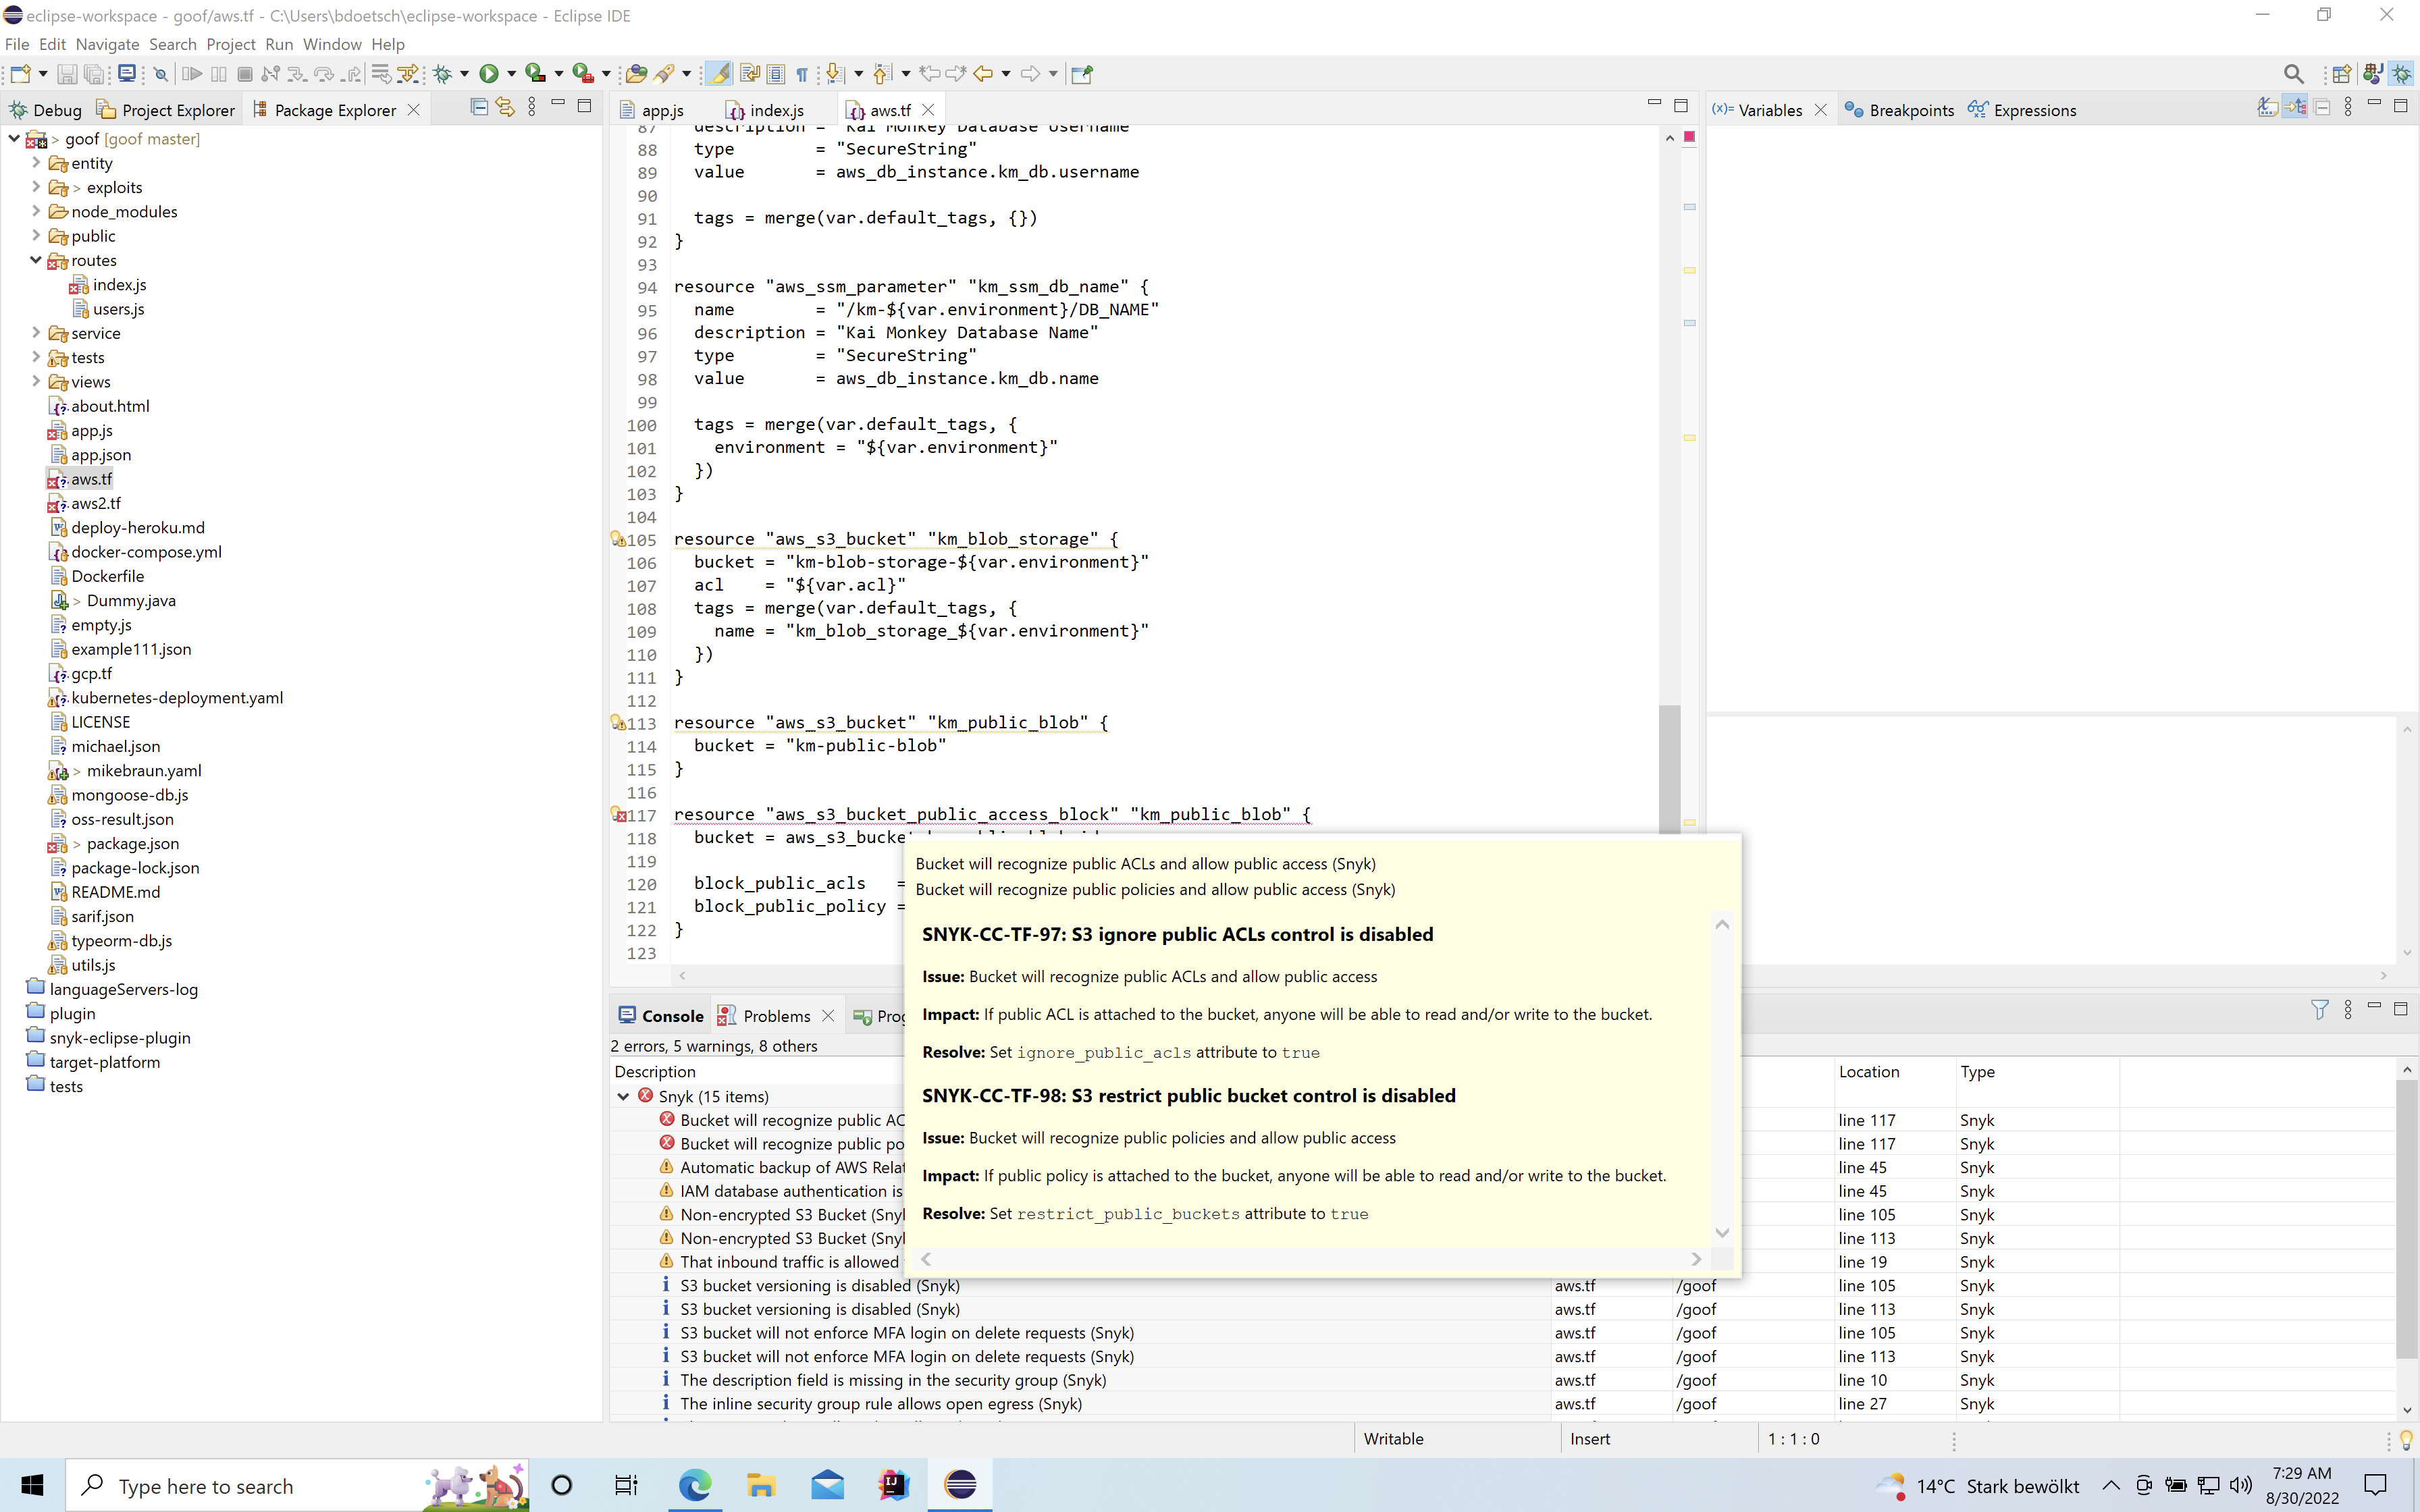 eclipse-workspace - goof/aws.tf - C:\Users\bdoetsch\eclipse-workspace - Eclipse IDE
File Edit Navigate Search Project Run Window Help
Debug Project Explorer Package Explorer
app.js index.js aws.tf
(x)= Variables Breakpoints Expressions
> goof [goof master]
entity
> exploits
node_modules
public
routes
index.js
users.js
service
tests
views
about.html
app.js
app.json
aws.tf
aws2.tf
deploy-heroku.md
docker-compose.yml
Dockerfile
> Dummy.java
empty.js
example111.json
gcp.tf
kubernetes-deployment.yaml
LICENSE
michael.json
> mikebraun.yaml
mongoose-db.js
oss-result.json
> package.json
package-lock.json
README.md
sarif.json
typeorm-db.js
utils.js
languageServers-log
plugin
snyk-eclipse-plugin
target-platform
tests
87 description = "Kai Monkey Database Username"
88 type = "SecureString"
89 value = aws_db_instance.km_db.username
90
91 tags = merge(var.default_tags, {})
92 }
93
94 resource "aws_ssm_parameter" "km_ssm_db_name" {
95 name = "/km-${var.environment}/DB_NAME"
96 description = "Kai Monkey Database Name"
97 type = "SecureString"
98 value = aws_db_instance.km_db.name
99
100 tags = merge(var.default_tags, {
101 environment = "${var.environment}"
102 })
103 }
104
105 resource "aws_s3_bucket" "km_blob_storage" {
106 bucket = "km-blob-storage-${var.environment}"
107 acl = "${var.acl}"
108 tags = merge(var.default_tags, {
109 name = "km_blob_storage_${var.environment}"
110 })
111 }
112
113 resource "aws_s3_bucket" "km_public_blob" {
114 bucket = "km-public-blob"
115 }
116
117 resource "aws_s3_bucket_public_access_block" "km_public_blob" {
118 bucket = aws_s3_bucke
119
120 block_public_acls =
121 block_public_policy =
122 }
123
Bucket will recognize public ACLs and allow public access (Snyk)
Bucket will recognize public policies and allow public access (Snyk)
SNYK-CC-TF-97: S3 ignore public ACLs control is disabled
Issue: Bucket will recognize public ACLs and allow public access
Impact: If public ACL is attached to the bucket, anyone will be able to read and/or write to the bucket.
Resolve: Set ignore_public_acls attribute to true
SNYK-CC-TF-98: S3 restrict public bucket control is disabled
Issue: Bucket will recognize public policies and allow public access
Impact: If public policy is attached to the bucket, anyone will be able to read and/or write to the bucket.
Resolve: Set restrict_public_buckets attribute to true
Console Problems Prog
2 errors, 5 warnings, 8 others
Description Location Type
Snyk (15 items)
Bucket will recognize public AC line 117 Snyk
Bucket will recognize public po line 117 Snyk
Automatic backup of AWS Relat line 45 Snyk
IAM database authentication is line 45 Snyk
Non-encrypted S3 Bucket (Snyk line 105 Snyk
Non-encrypted S3 Bucket (Snyk line 113 Snyk
That inbound traffic is allowed line 19 Snyk
S3 bucket versioning is disabled (Snyk) aws.tf /goof line 105 Snyk
S3 bucket versioning is disabled (Snyk) aws.tf /goof line 113 Snyk
S3 bucket will not enforce MFA login on delete requests (Snyk) aws.tf /goof line 105 Snyk
S3 bucket will not enforce MFA login on delete requests (Snyk) aws.tf /goof line 113 Snyk
The description field is missing in the security group (Snyk) aws.tf /goof line 10 Snyk
The inline security group rule allows open egress (Snyk) aws.tf /goof line 27 Snyk
Writable Insert 1 : 1 : 0
Type here to search
14°C Stark bewölkt
7:29 AM
8/30/2022